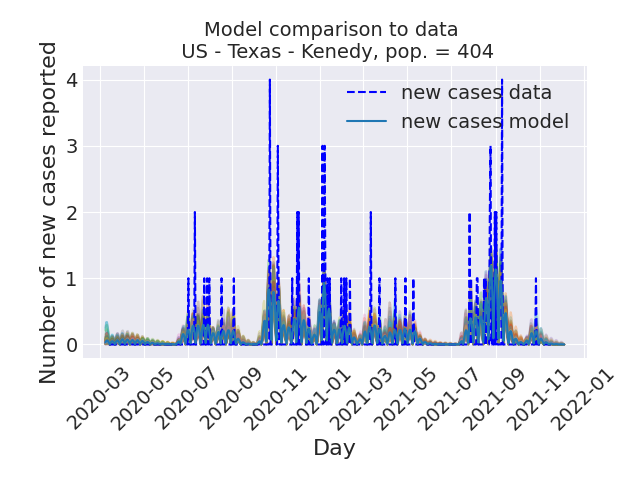 Model comparison to data
US - Texas - Kenedy, pop. = 404
Number of new cases reported
4
3
2
1
0
new cases data
new cases model
2020-03
2020-05
2020-07
2020-09
2020-11
2021-01
2021-03
2021-05
2021-07
2021-09
2021-11
2022-01
Day